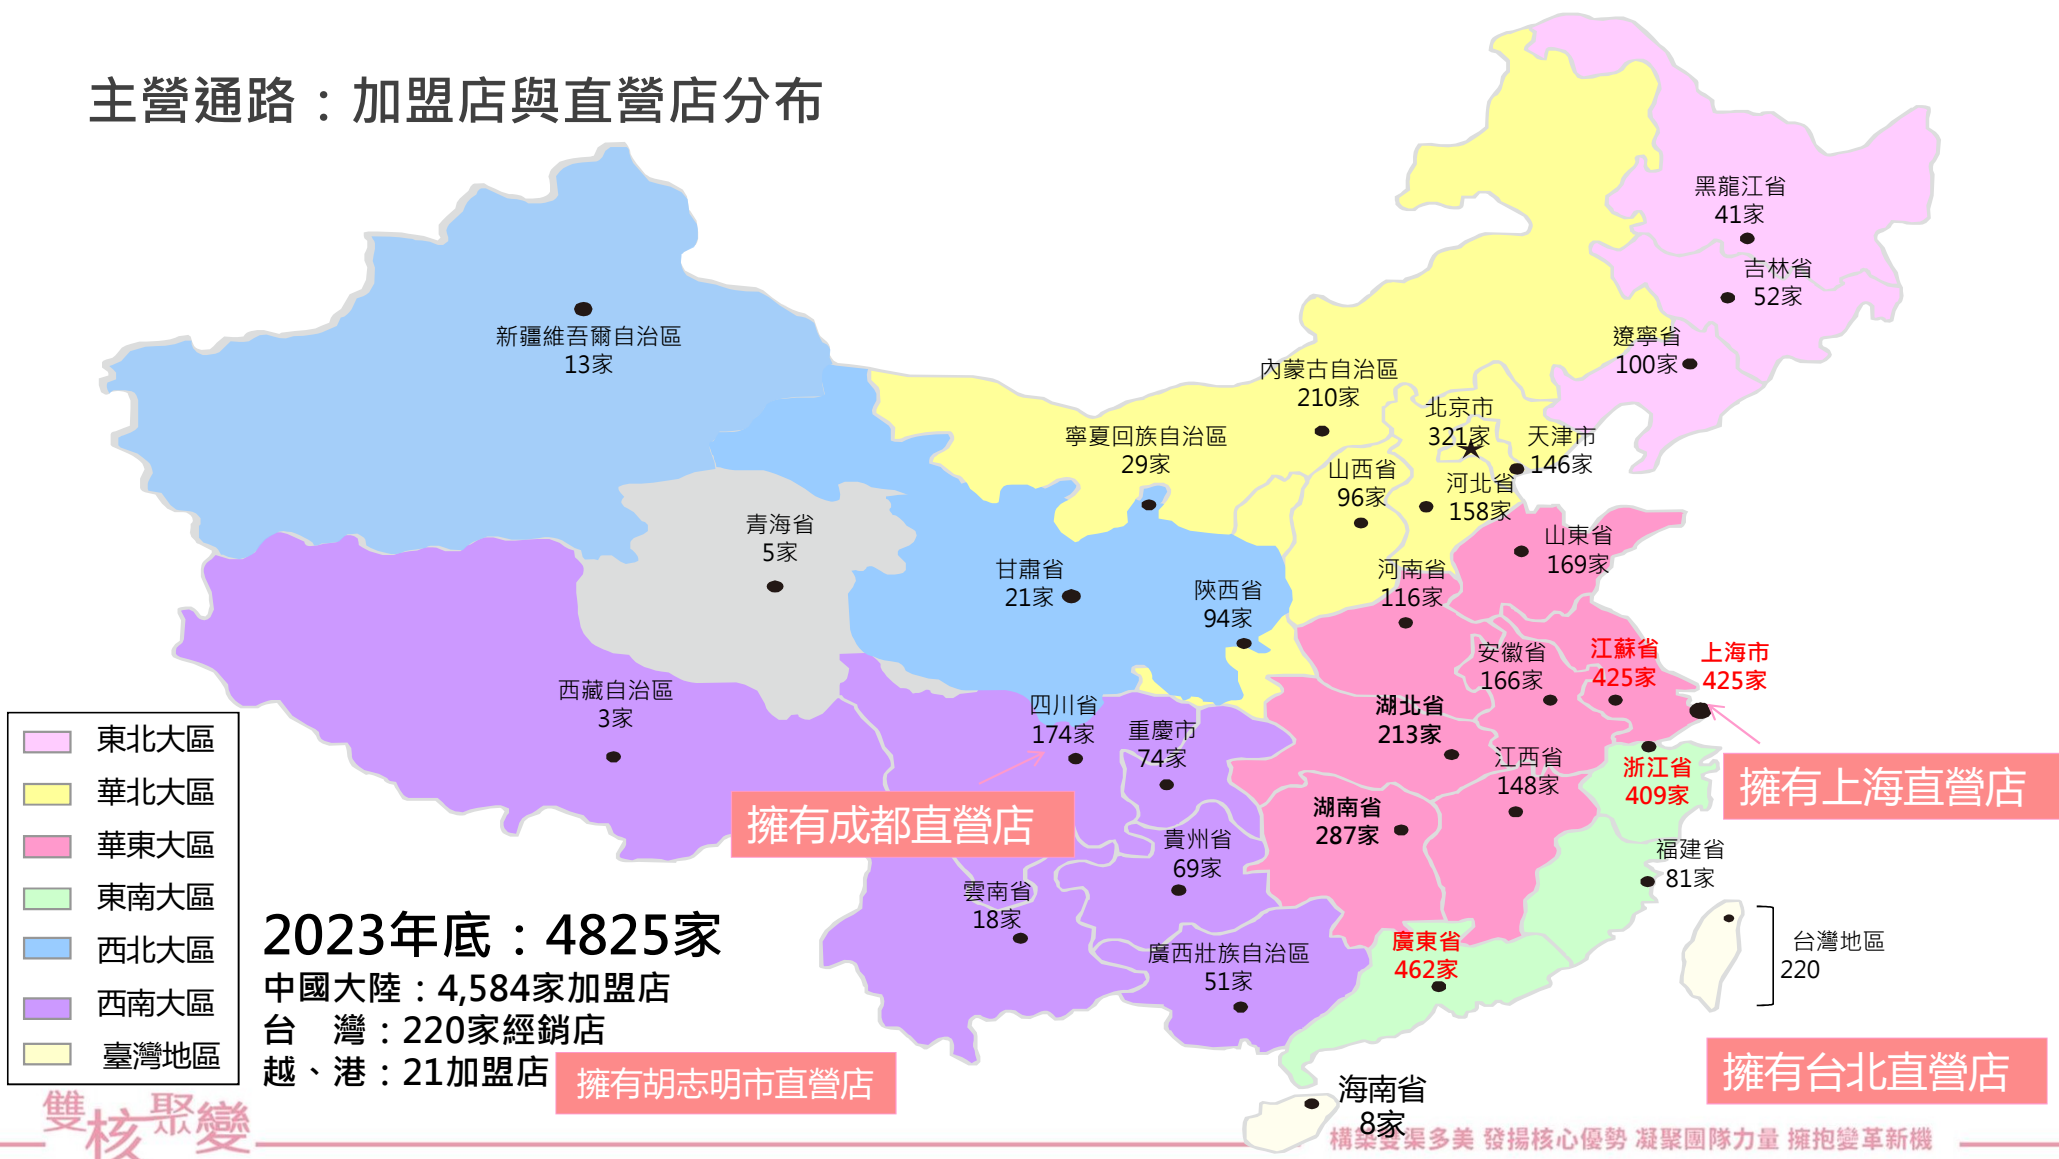 主營通路：加盟店與直營店分布
黑龍江省
41家
吉林省
52家
遼寧省
100家
新疆維吾爾自治區
13家
內蒙古自治區
210家
北京市
321家
天津市
146家
寧夏回族自治區
29家
山西省
96家
河北省
158家
青海省
5家
山東省
169家
甘肅省
21家
陝西省
94家
河南省
116家
安徽省
166家
江蘇省
425家
上海市
425家
西藏自治區
3家
四川省
174家
重慶市
74家
湖北省
213家
江西省
148家
浙江省
409家
擁有上海直營店
擁有成都直營店
湖南省
287家
貴州省
69家
福建省
81家
雲南省
18家
廣西壯族自治區
51家
廣東省
462家
台灣地區
220
東北大區
華北大區
華東大區
東南大區
西北大區
西南大區
臺灣地區
2023年底：4825家
中國大陸：4,584家加盟店
台　灣：220家經銷店
越、港：21加盟店
擁有胡志明市直營店
擁有台北直營店
海南省
8家
雙核聚變
構築雙渠多美 發揚核心優勢 凝聚團隊力量 擁抱變革新機